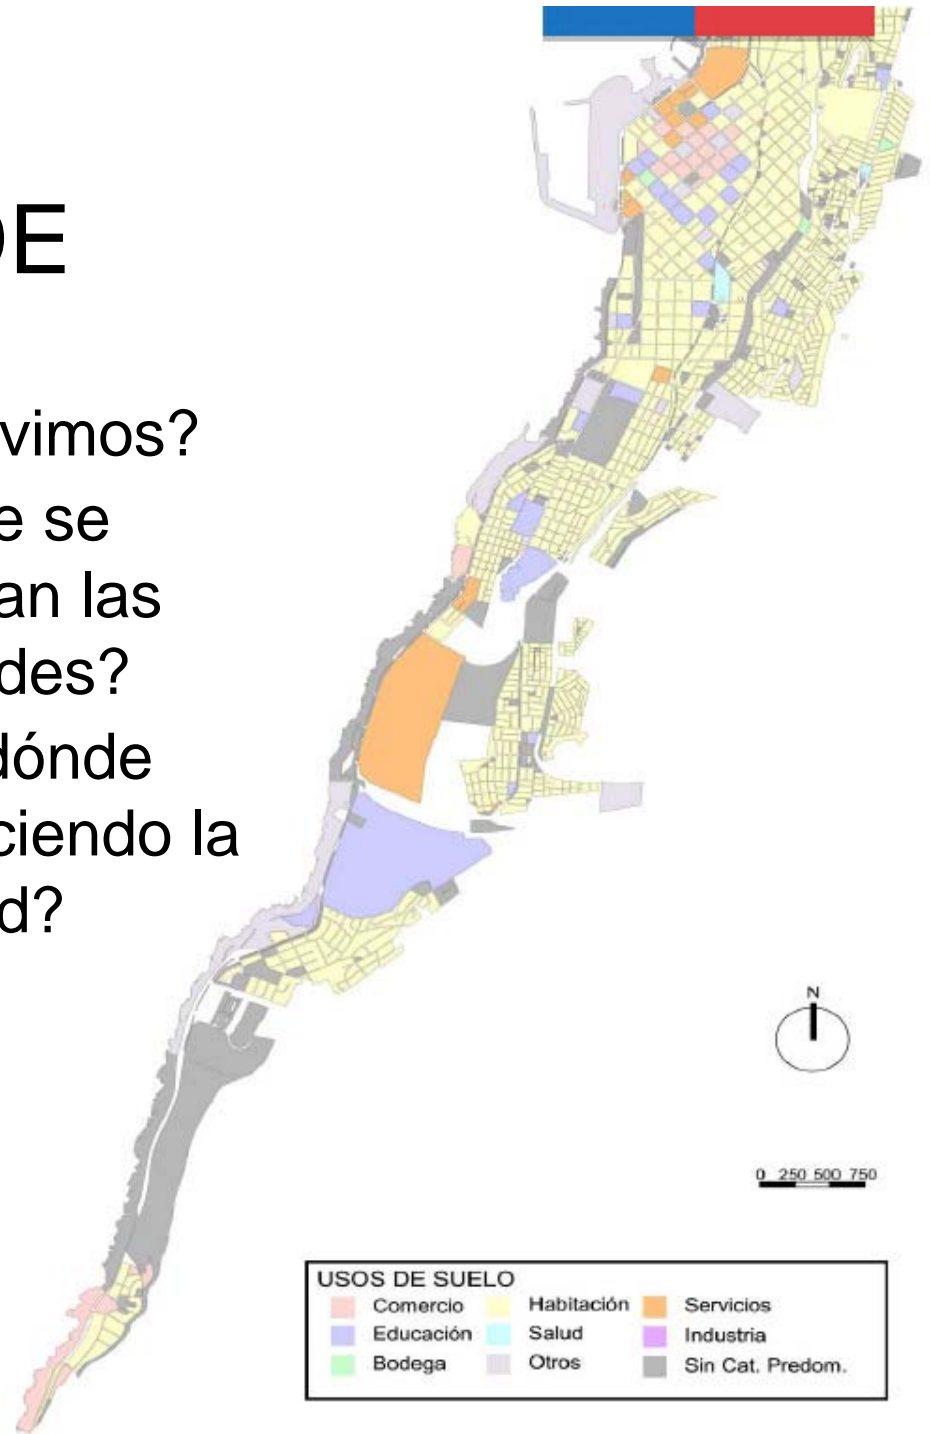 DE
vimos?
e se
an las
des?
dónde
ciendo la
d?
N
0 250 500 750
USOS DE SUELO
Comercio Habitación Servicios
Educación Salud Industria
Bodega Otros Sin Cat. Predom.